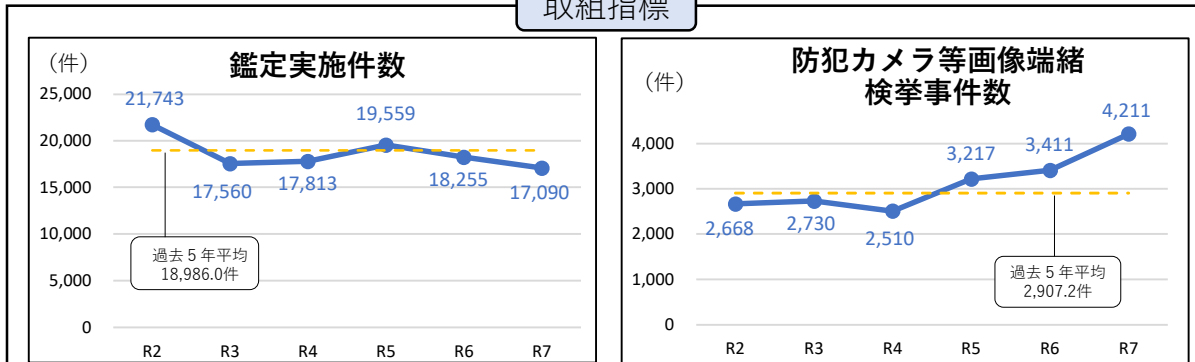 取組指標
（件）
鑑定実施件数
25,000
20,000
15,000
10,000
5,000
0
21,743
17,560
17,813
19,559
18,255
17,090
過去５年平均
18,986.0件
R2 R3 R4 R5 R6 R7
（件）
防犯カメラ等画像端緒
検挙事件数
4,000
3,000
2,000
1,000
0
2,668
2,730
2,510
3,217
3,411
4,211
過去５年平均
2,907.2件
R2 R3 R4 R5 R6 R7